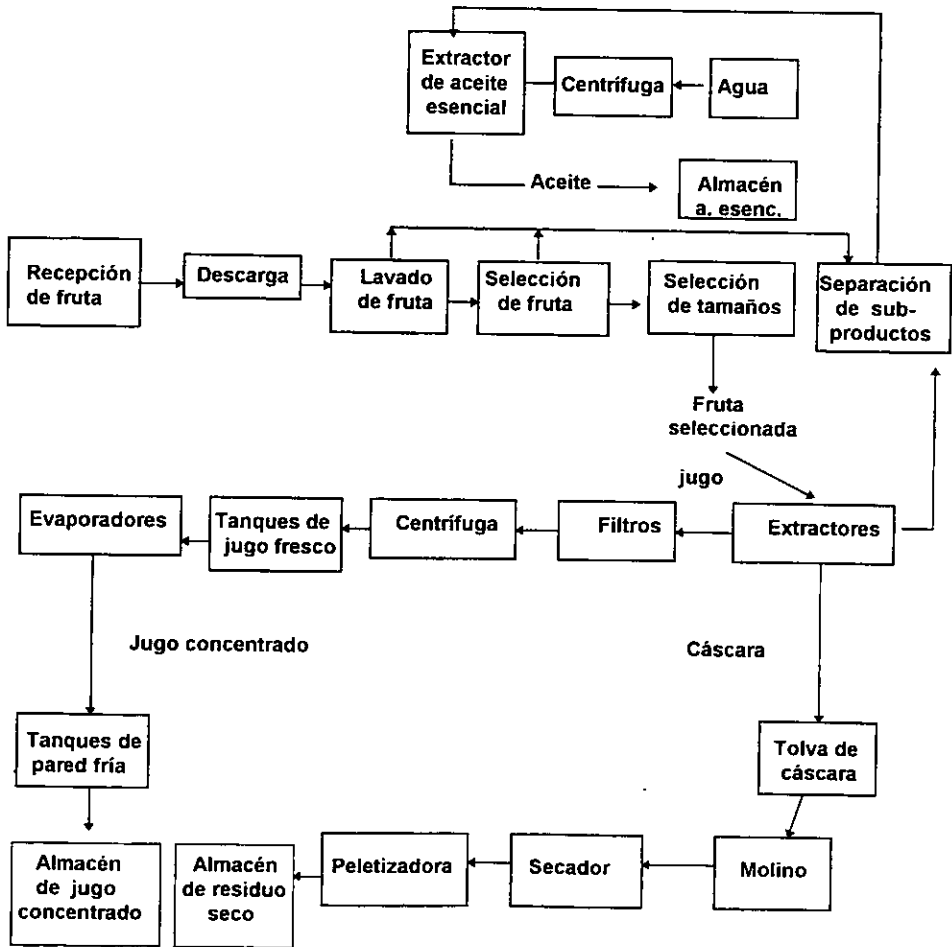 Extractor
de aceite
esencial
Centrífuga
Agua
Aceite
Almacén
a. esenc.
Recepción
de fruta
Descarga
Lavado
de fruta
Selección
de fruta
Selección
de tamaños
Separación
de sub-
productos
Fruta
seleccionada
jugo
Evaporadores
Tanques de
jugo fresco
Centrífuga
Filtros
Extractores
Jugo concentrado
Cáscara
Tanques de
pared fría
Tolva de
cáscara
Almacén
de jugo
concentrado
Almacén
de residuo
seco
Peletizadora
Secador
Molino